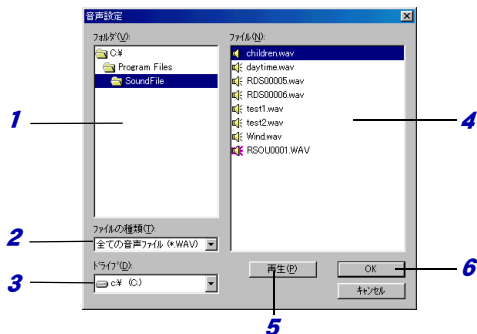 音声設定
フォルダ(V):
C:¥
Program Files
SoundFile
ファイル(N):
children.wav
daytime.wav
RDS00005.wav
RDS00006.wav
test1.wav
test2.wav
Wind.wav
RSOU0001.WAV
ファイルの種類(T):
全ての音声ファイル (*.WAV)
ドライブ(D):
c:¥ (C:)
再生(P)
OK
キャンセル
1
2
3
4
5
6